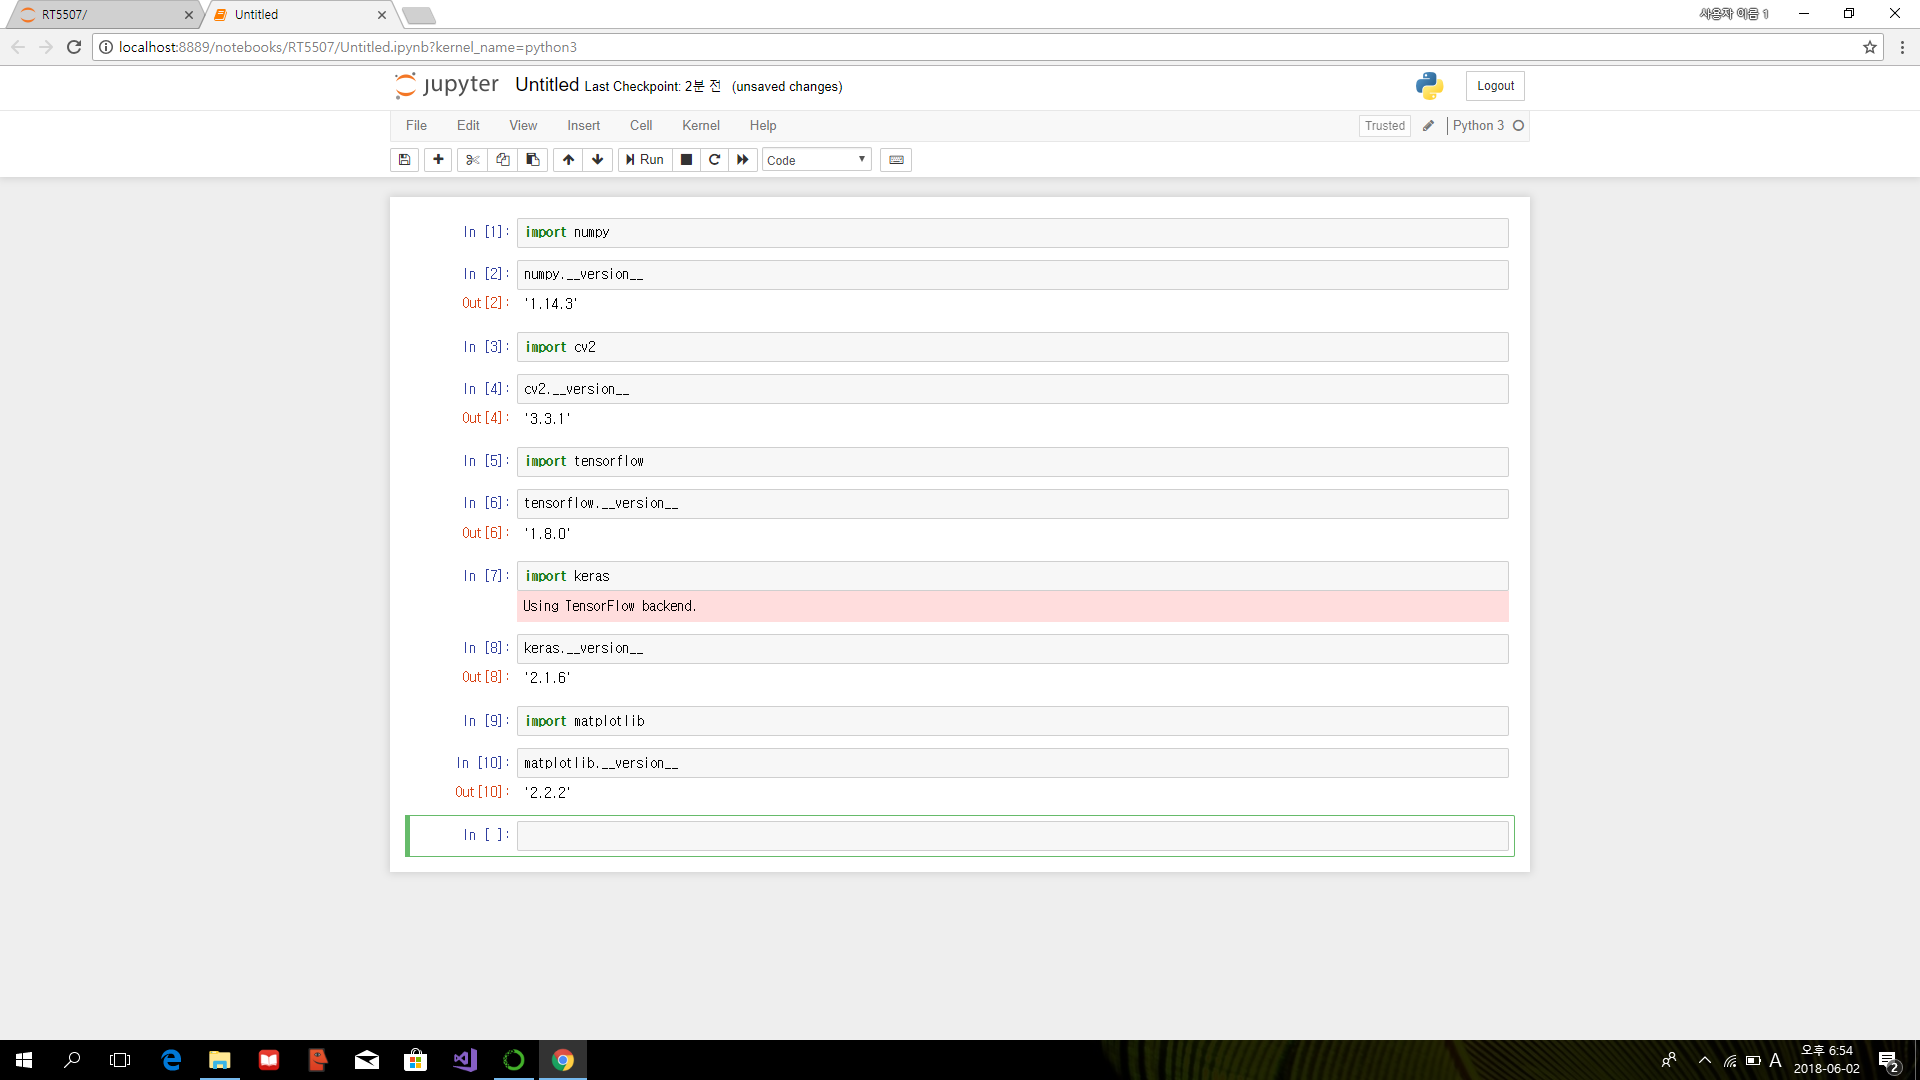 RT5507/
Untitled
사용자 이름 1
localhost:8889/notebooks/RT5507/Untitled.ipynb?kernel_name=python3
jupyter Untitled Last Checkpoint: 2분 전 (unsaved changes)
Logout
File Edit View Insert Cell Kernel Help
Trusted
Python 3
Run
Code
In [1]: import numpy
In [2]: numpy.__version__
Out[2]: '1.14.3'
In [3]: import cv2
In [4]: cv2.__version__
Out[4]: '3.3.1'
In [5]: import tensorflow
In [6]: tensorflow.__version__
Out[6]: '1.8.0'
In [7]: import keras
Using TensorFlow backend.
In [8]: keras.__version__
Out[8]: '2.1.6'
In [9]: import matplotlib
In [10]: matplotlib.__version__
Out[10]: '2.2.2'
In [ ]:
A
오후 6:54
2018-06-02
2